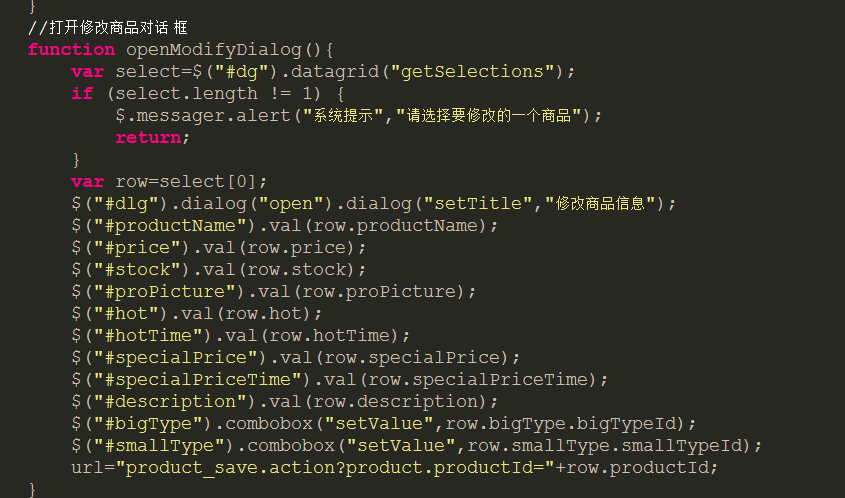 }
//打开修改商品对话 框
function openModifyDialog(){
    var select=$("#dg").datagrid("getSelections");
    if (select.length != 1) {
        $.messager.alert("系统提示","请选择要修改的一个商品");
        return;
    }
    var row=select[0];
    $("#dlg").dialog("open").dialog("setTitle","修改商品信息");
    $("#productName").val(row.productName);
    $("#price").val(row.price);
    $("#stock").val(row.stock);
    $("#proPicture").val(row.proPicture);
    $("#hot").val(row.hot);
    $("#hotTime").val(row.hotTime);
    $("#specialPrice").val(row.specialPrice);
    $("#specialPriceTime").val(row.specialPriceTime);
    $("#description").val(row.description);
    $("#bigType").combobox("setValue",row.bigType.bigTypeId);
    $("#smallType").combobox("setValue",row.smallType.smallTypeId);
    url="product_save.action?product.productId="+row.productId;
}